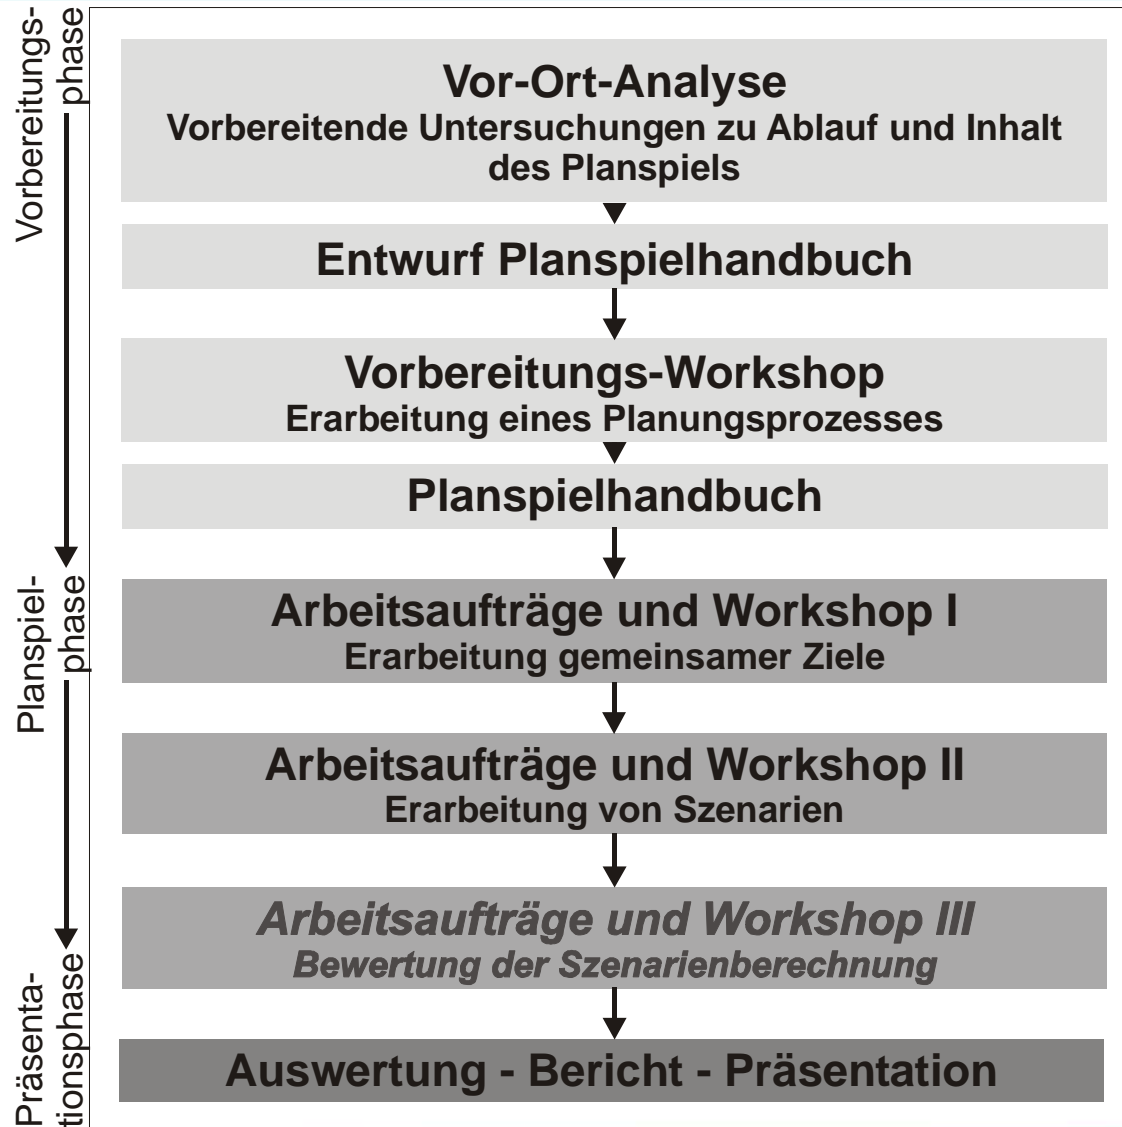 Vorbereitungs-
phase
Vor-Ort-Analyse
Vorbereitende Untersuchungen zu Ablauf und Inhalt
des Planspiels
Entwurf Planspielhandbuch
Vorbereitungs-Workshop
Erarbeitung eines Planungsprozesses
Planspielhandbuch
Planspiel-
phase
Arbeitsaufträge und Workshop I
Erarbeitung gemeinsamer Ziele
Arbeitsaufträge und Workshop II
Erarbeitung von Szenarien
Arbeitsaufträge und Workshop III
Bewertung der Szenarienberechnung
Präsenta-
tionsphase
Auswertung - Bericht - Präsentation